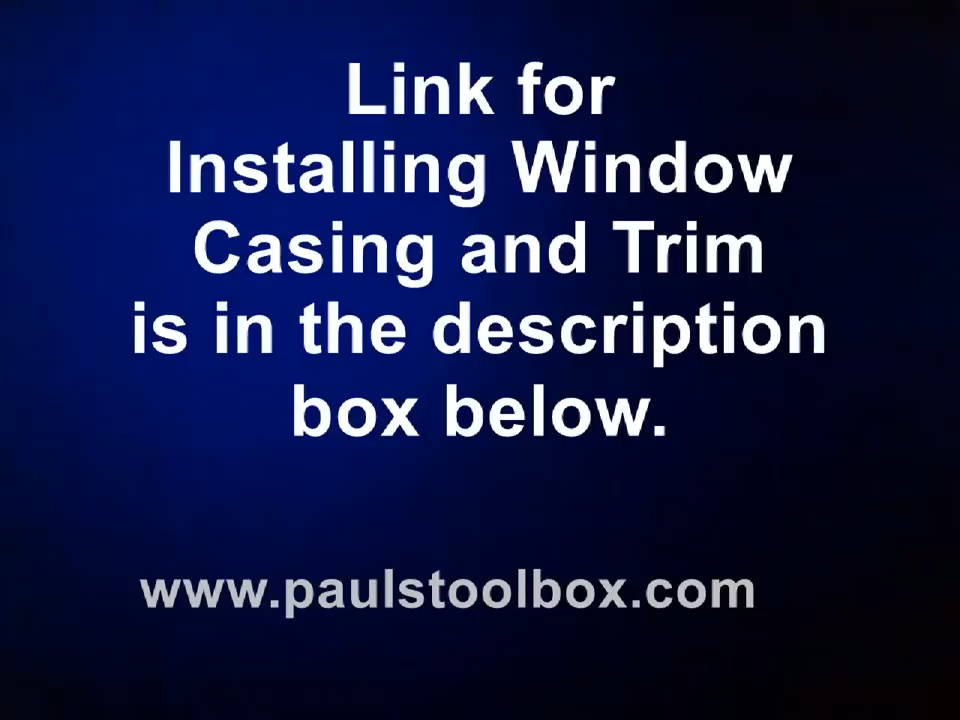 Link for
Installing Window
Casing and Trim
is in the description
box below.
www.paulstoolbox.com